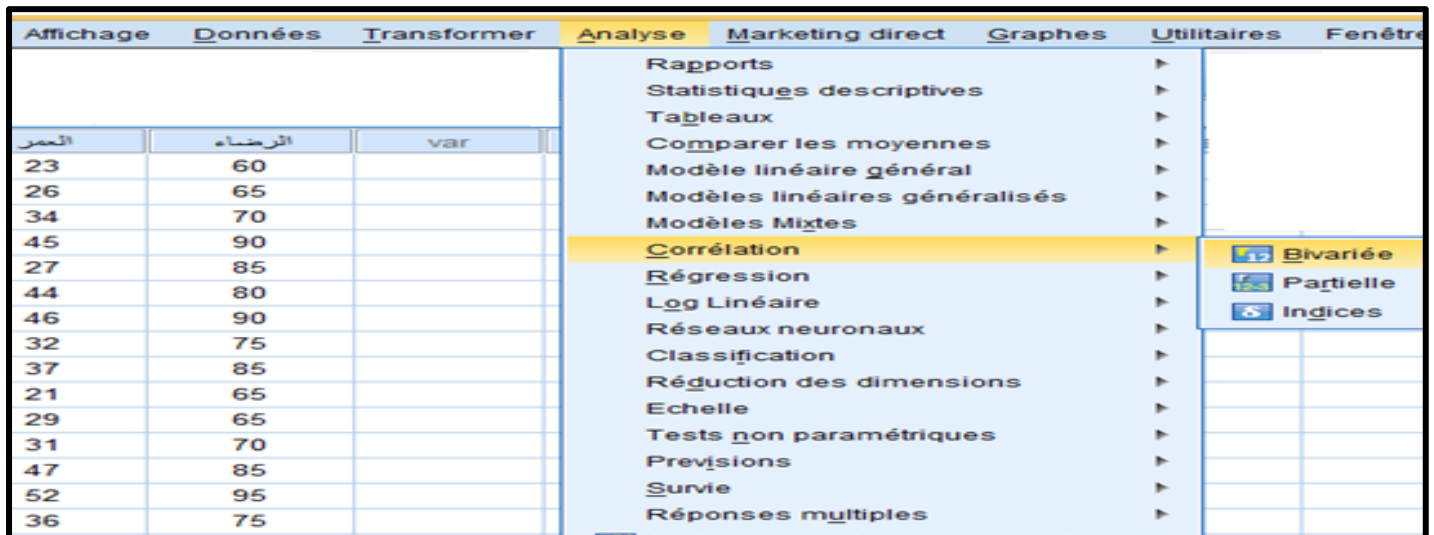 Affichage Données Transformer Analyse Marketing direct Graphes Utilitaires Fenêtre
Rapports
Statistiques descriptives
Tableaux
Comparer les moyennes
Modèle linéaire général
Modèles linéaires généralisés
Modèles Mixtes
Corrélation
Régression
Log Linéaire
Réseaux neuronaux
Classification
Réduction des dimensions
Echelle
Tests non paramétriques
Previsions
Survie
Réponses multiples
Bivariée
Partielle
Indices
العمر الرضاء var
23 60
26 65
34 70
45 90
27 85
44 80
46 90
32 75
37 85
21 65
29 65
31 70
47 85
52 95
36 75